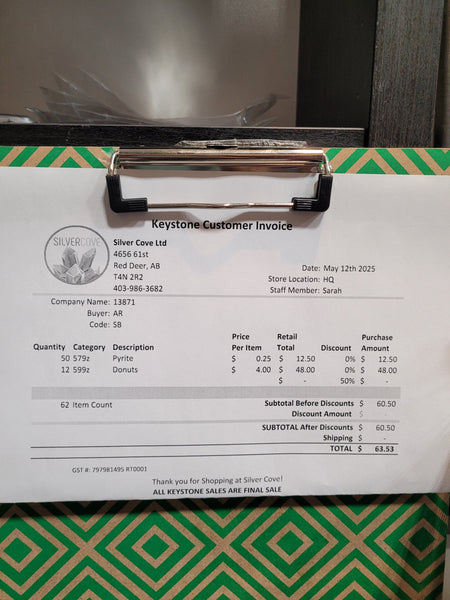 Keystone Customer Invoice
SILVERCOVE
Silver Cove Ltd
4656 61st
Red Deer, AB
T4N 2R2
403-986-3682
Date: May 12th 2025
Store Location: HQ
Staff Member: Sarah
Company Name: 13871
Buyer: AR
Code: SB
Quantity Category Description Price Per Item Retail Total Discount Purchase Amount
50 579z Pyrite $ 0.25 $ 12.50 0% $ 12.50
12 599z Donuts $ 4.00 $ 48.00 0% $ 48.00
$ - 50% $ -
62 Item Count Subtotal Before Discounts $ 60.50
Discount Amount $ -
SUBTOTAL After Discounts $ 60.50
Shipping $ -
TOTAL $ 63.53
GST #: 797981495 RT0001
Thank you for Shopping at Silver Cove!
ALL KEYSTONE SALES ARE FINAL SALE